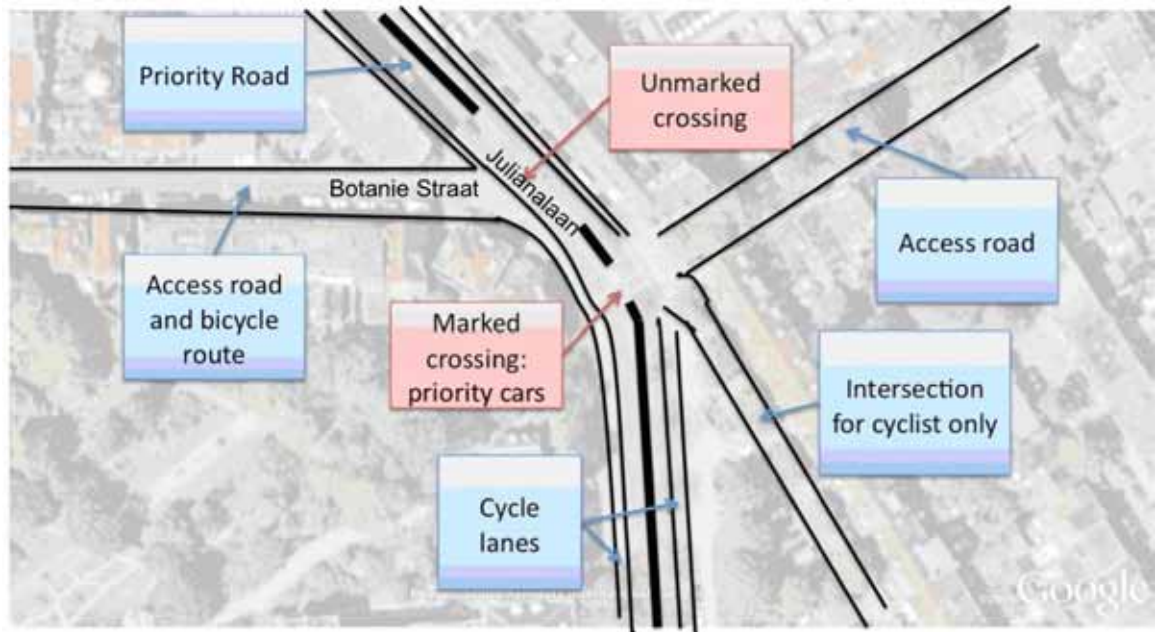 Priority Road
Unmarked
crossing
Julianalaan
Botanie Straat
Access road
Access road
and bicycle
route
Marked
crossing:
priority cars
Intersection
for cyclist only
Cycle
lanes
Google